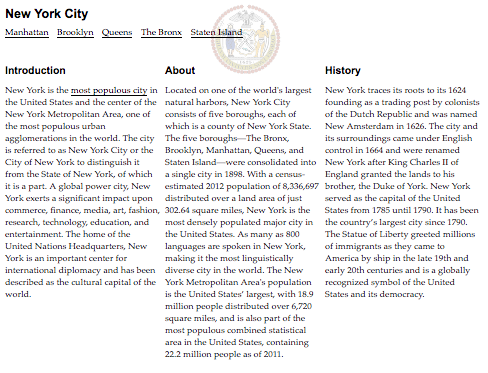 New York City
Manhattan Brooklyn Queens The Bronx Staten Island
Introduction
New York is the most populous city in
the United States and the center of the
New York Metropolitan Area, one of
the most populous urban
agglomerations in the world. The city
is referred to as New York City or the
City of New York to distinguish it
from the State of New York, of which
it is a part. A global power city, New
York exerts a significant impact upon
commerce, finance, media, art, fashion,
research, technology, education, and
entertainment. The home of the
United Nations Headquarters, New
York is an important center for
international diplomacy and has been
described as the cultural capital of the
world.
About
Located on one of the world's largest
natural harbors, New York City
consists of five boroughs, each of
which is a county of New York State.
The five boroughs—The Bronx,
Brooklyn, Manhattan, Queens, and
Staten Island—were consolidated into
a single city in 1898. With a census-
estimated 2012 population of 8,336,697
distributed over a land area of just
302.64 square miles, New York is the
most densely populated major city in
the United States. As many as 800
languages are spoken in New York,
making it the most linguistically
diverse city in the world. The New
York Metropolitan Area's population
is the United States' largest, with 18.9
million people distributed over 6,720
square miles, and is also part of the
most populous combined statistical
area in the United States, containing
22.2 million people as of 2011.
History
New York traces its roots to its 1624
founding as a trading post by colonists
of the Dutch Republic and was named
New Amsterdam in 1626. The city and
its surroundings came under English
control in 1664 and were renamed
New York after King Charles II of
England granted the lands to his
brother, the Duke of York. New York
served as the capital of the United
States from 1785 until 1790. It has been
the country's largest city since 1790.
The Statue of Liberty greeted millions
of immigrants as they came to
America by ship in the late 19th and
early 20th centuries and is a globally
recognized symbol of the United
States and its democracy.